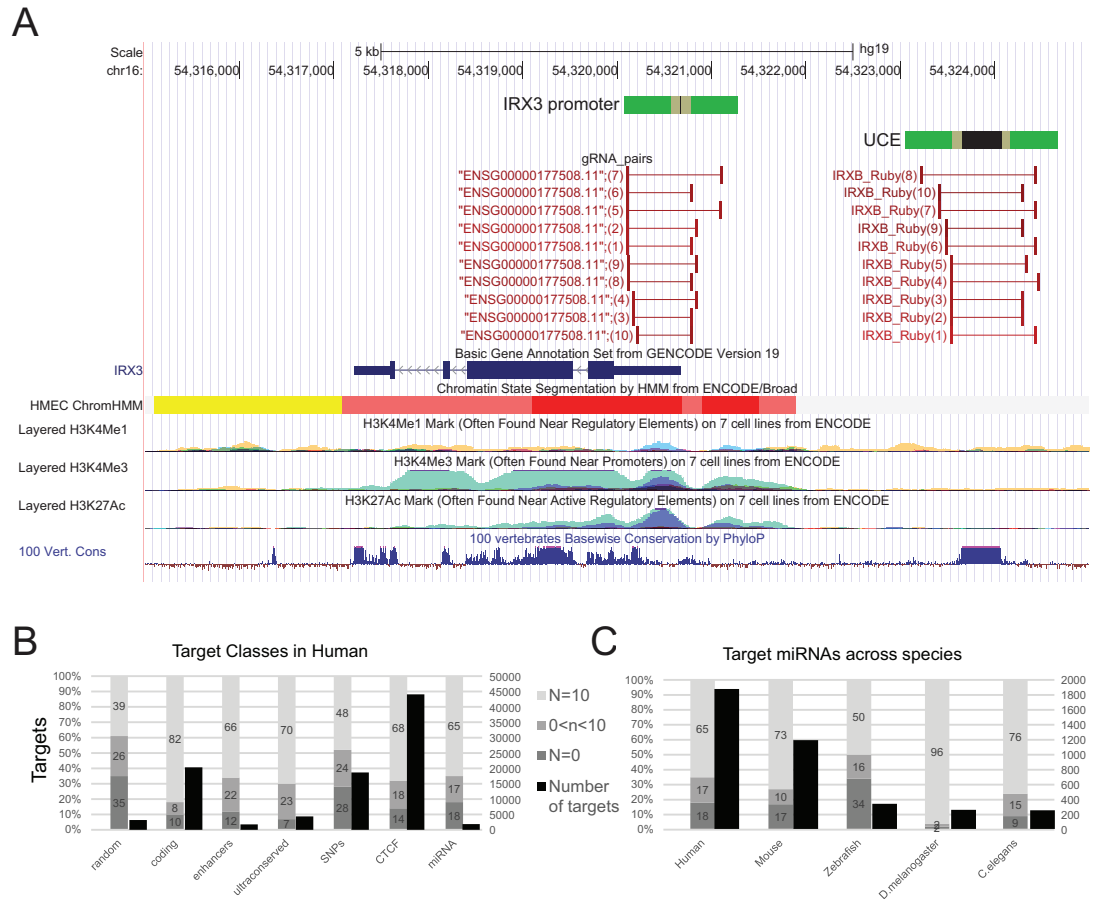 A
Scale
5 kb
hg19
chr16:
54,316,000
54,317,000
54,318,000
54,319,000
54,320,000
54,321,000
54,322,000
54,323,000
54,324,000
IRX3 promoter
UCE
gRNA_pairs
"ENSG00000177508.11";(7)
"ENSG00000177508.11";(6)
"ENSG00000177508.11";(5)
"ENSG00000177508.11";(2)
"ENSG00000177508.11";(1)
"ENSG00000177508.11";(9)
"ENSG00000177508.11";(8)
"ENSG00000177508.11";(4)
"ENSG00000177508.11";(3)
"ENSG00000177508.11";(10)
IRXB_Ruby(8)
IRXB_Ruby(10)
IRXB_Ruby(7)
IRXB_Ruby(9)
IRXB_Ruby(6)
IRXB_Ruby(5)
IRXB_Ruby(4)
IRXB_Ruby(3)
IRXB_Ruby(2)
IRXB_Ruby(1)
Basic Gene Annotation Set from GENCODE Version 19
IRX3
Chromatin State Segmentation by HMM from ENCODE/Broad
HMEC ChromHMM
H3K4Me1 Mark (Often Found Near Regulatory Elements) on 7 cell lines from ENCODE
Layered H3K4Me1
H3K4Me3 Mark (Often Found Near Promoters) on 7 cell lines from ENCODE
Layered H3K4Me3
H3K27Ac Mark (Often Found Near Active Regulatory Elements) on 7 cell lines from ENCODE
Layered H3K27Ac
100 vertebrates Basewise Conservation by PhyloP
100 Vert. Cons
B
Target Classes in Human
Targets
100%
90%
80%
70%
60%
50%
40%
30%
20%
10%
0%
39
26
35
82
8
10
66
22
12
70
23
7
48
24
28
68
18
14
65
17
18
50000
45000
40000
35000
30000
25000
20000
15000
10000
5000
0
random
coding
enhancers
ultraconserved
SNPs
CTCF
miRNA
N=10
0<n<10
N=0
Number
of targets
C
Target miRNAs across species
100%
90%
80%
70%
60%
50%
40%
30%
20%
10%
0%
65
17
18
73
10
17
50
16
34
96
2
2
76
15
9
2000
1800
1600
1400
1200
1000
800
600
400
200
0
Human
Mouse
Zebrafish
D.melanogaster
C.elegans